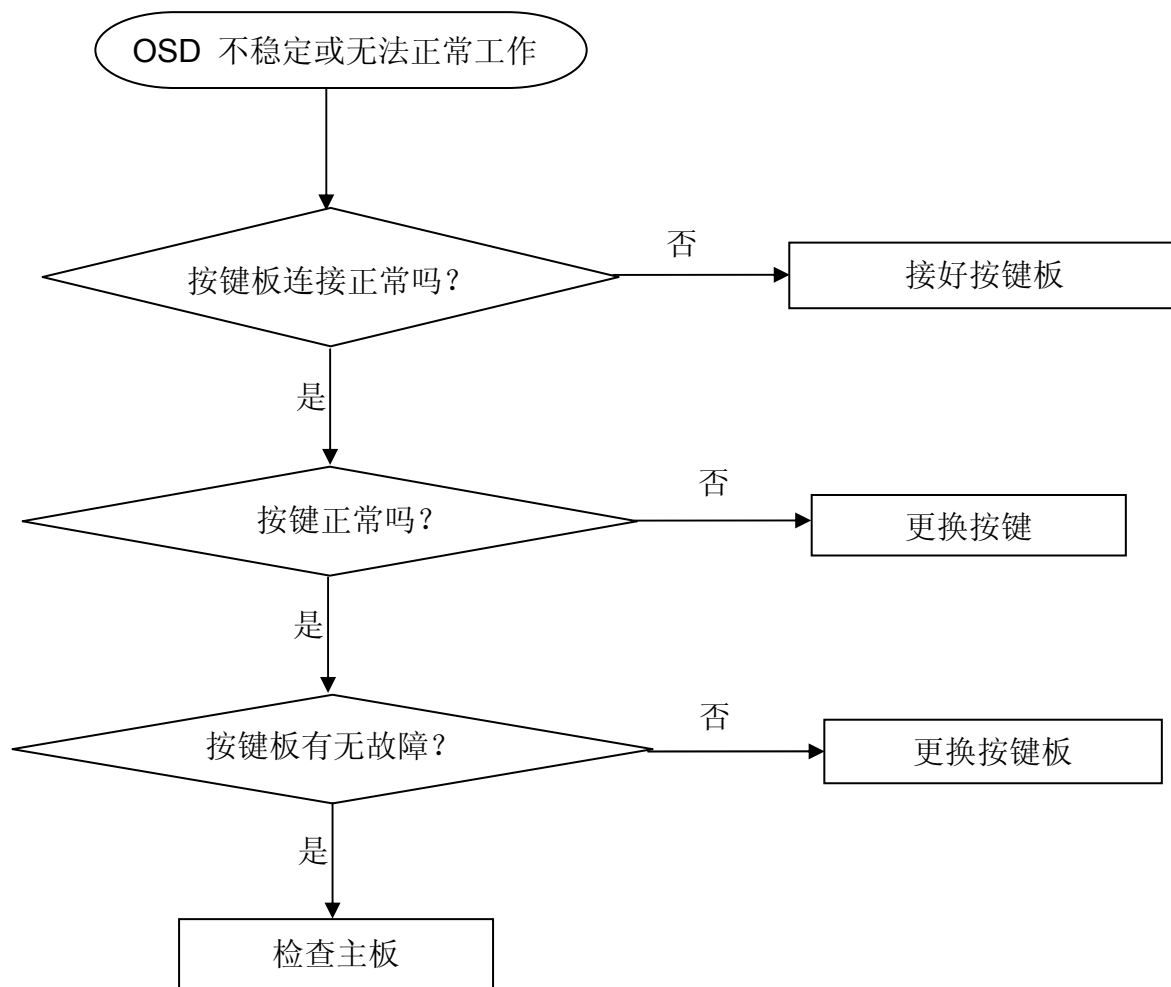 OSD 不稳定或无法正常工作
否
按键板连接正常吗？
接好按键板
是
否
按键正常吗？
更换按键
是
否
按键板有无故障？
更换按键板
是
检查主板